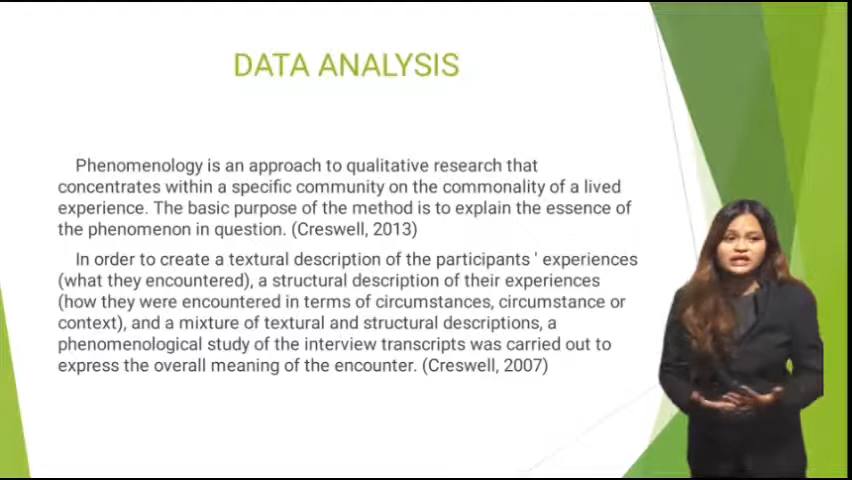 DATA ANALYSIS
Phenomenology is an approach to qualitative research that
concentrates within a specific community on the commonality of a lived
experience. The basic purpose of the method is to explain the essence of
the phenomenon in question. (Creswell, 2013)
In order to create a textural description of the participants ' experiences
(what they encountered), a structural description of their experiences
(how they were encountered in terms of circumstances, circumstance or
context), and a mixture of textural and structural descriptions, a
phenomenological study of the interview transcripts was carried out to
express the overall meaning of the encounter. (Creswell, 2007)